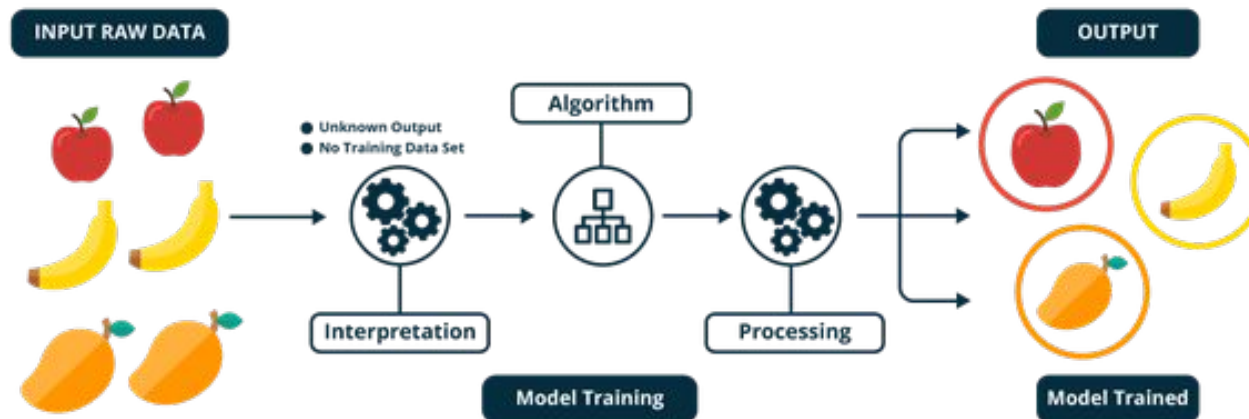 INPUT RAW DATA
OUTPUT
Algorithm
● Unknown Output
● No Training Data Set
Interpretation
Processing
Model Training
Model Trained